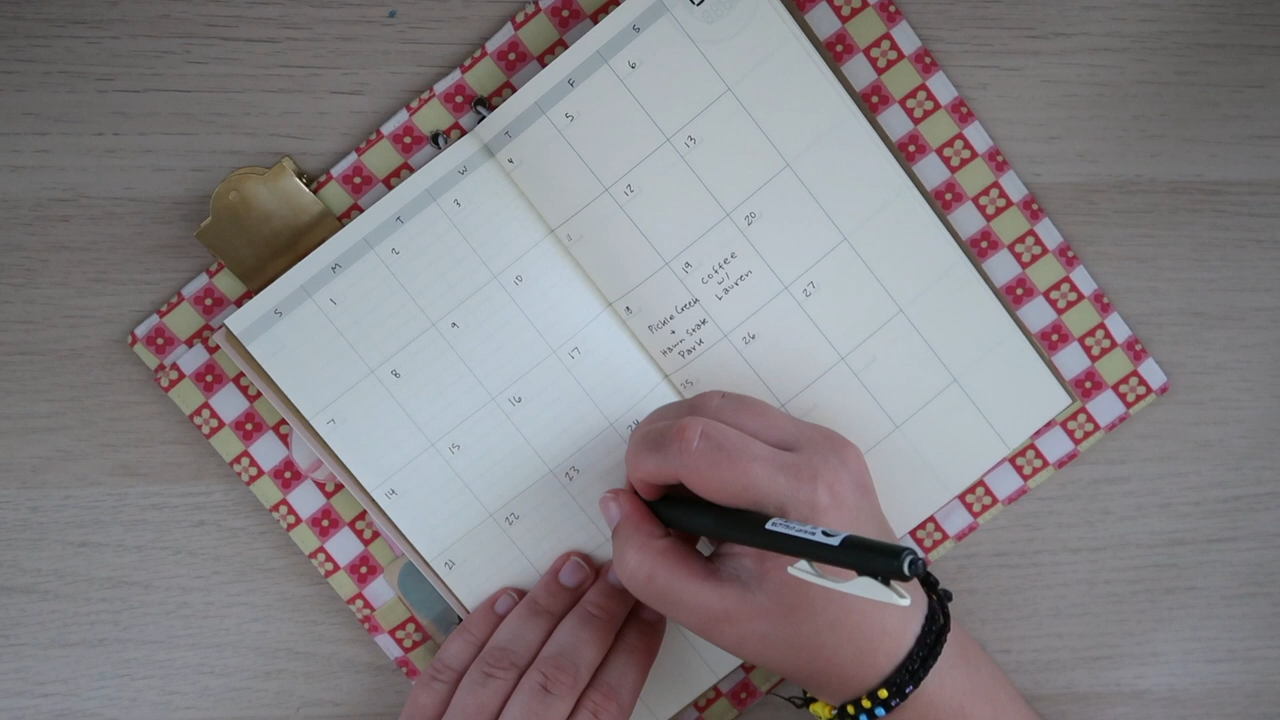 S M T W T F S
1 2 3 4 5 6
7 8 9 10 11 12 13
14 15 16 17 18 19 20
Pickle Creek
+
Hawn State
Park
Coffee
w/
Lauren
21 22 23 24 25 26 27